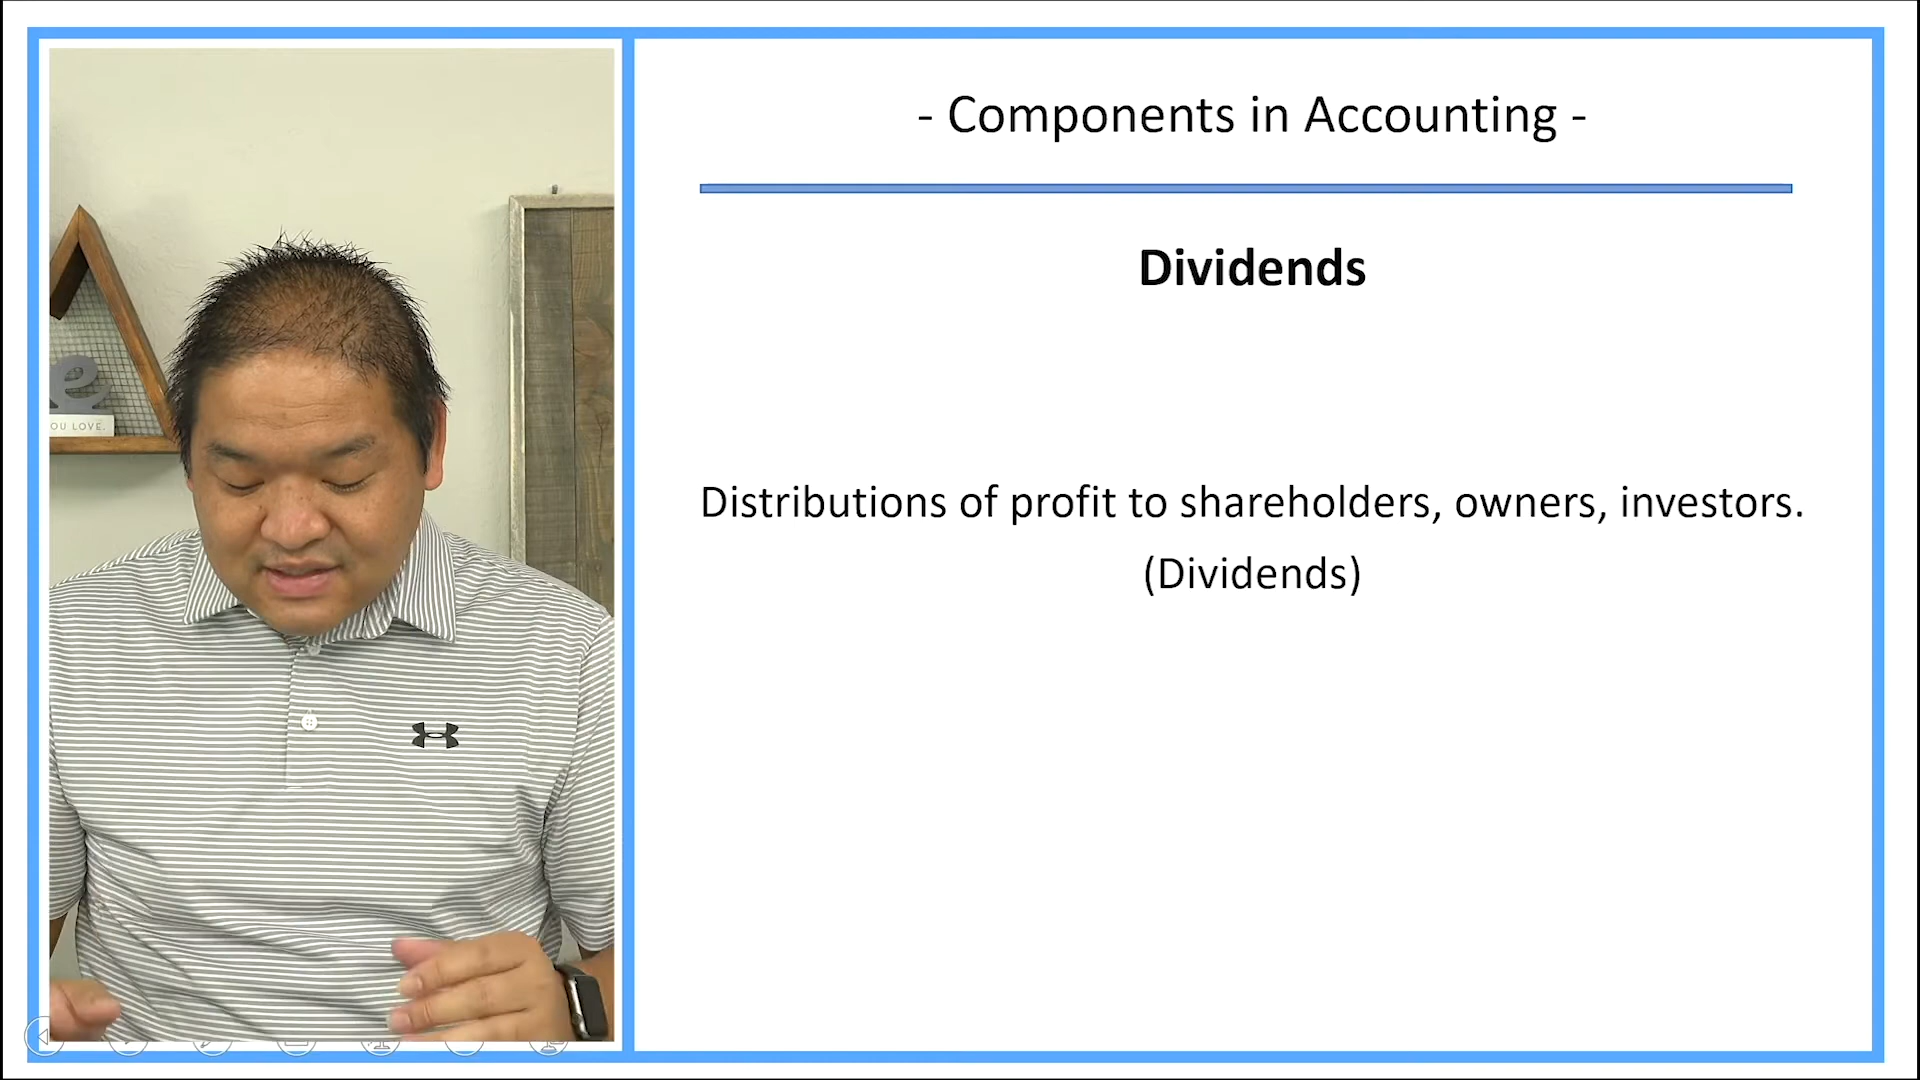 - Components in Accounting -
Dividends
Distributions of profit to shareholders, owners, investors.
(Dividends)
e
OU LOVE.